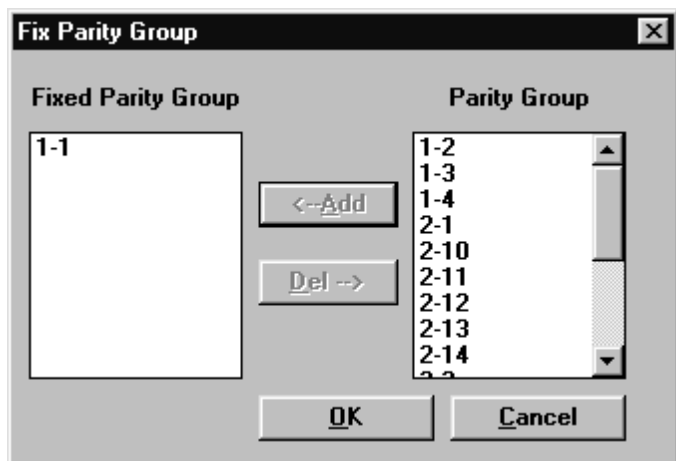 Fix Parity Group
Fixed Parity Group
Parity Group
1-1
1-2
1-3
1-4
2-1
2-10
2-11
2-12
2-13
2-14
<--Add
Del -->
OK
Cancel